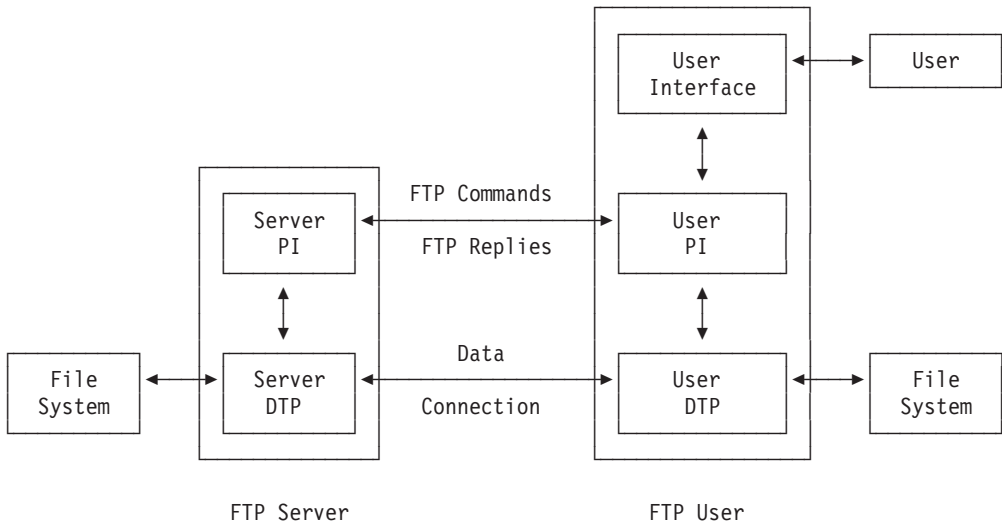 User
Interface
User
FTP Commands
Server
PI
User
PI
FTP Replies
Data
File
System
Server
DTP
User
DTP
File
System
Connection
FTP Server
FTP User